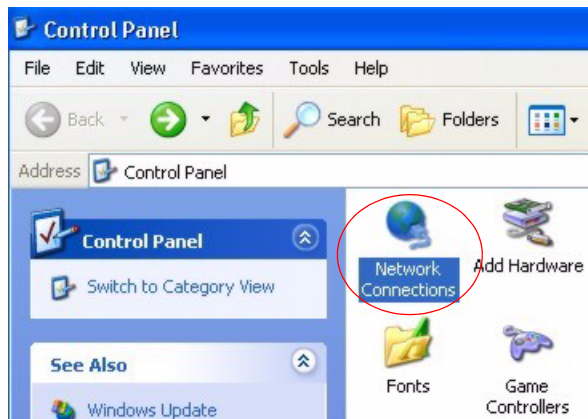 Control Panel
File Edit View Favorites Tools Help
Back Search Folders
Address Control Panel
Control Panel
Switch to Category View
See Also
Windows Update
Network
Connections
Add Hardware
Fonts
Game
Controllers